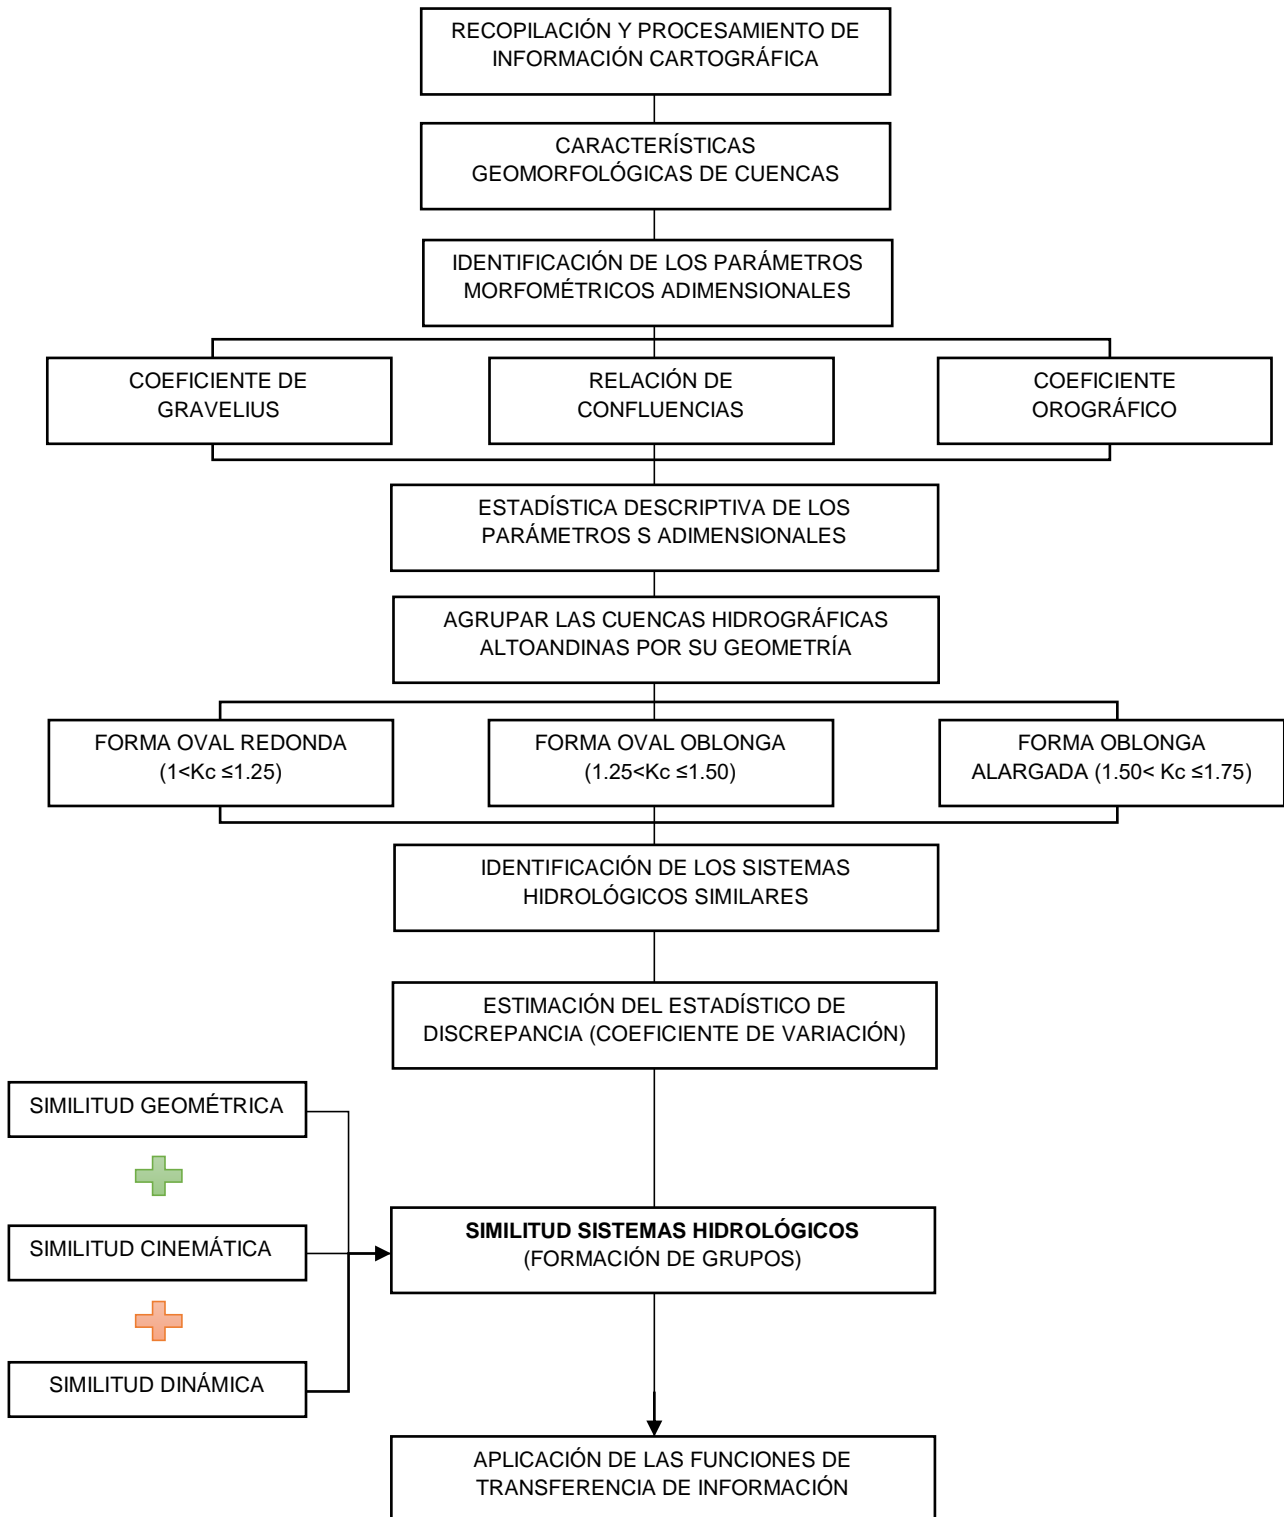 RECOPILACIÓN Y PROCESAMIENTO DE
INFORMACIÓN CARTOGRÁFICA
CARACTERÍSTICAS
GEOMORFOLÓGICAS DE CUENCAS
IDENTIFICACIÓN DE LOS PARÁMETROS
MORFOMÉTRICOS ADIMENSIONALES
COEFICIENTE DE
GRAVELIUS
RELACIÓN DE
CONFLUENCIAS
COEFICIENTE
OROGRÁFICO
ESTADÍSTICA DESCRIPTIVA DE LOS
PARÁMETROS S ADIMENSIONALES
AGRUPAR LAS CUENCAS HIDROGRÁFICAS
ALTOANDINAS POR SU GEOMETRÍA
FORMA OVAL REDONDA
(1<Kc ≤1.25)
FORMA OVAL OBLONGA
(1.25<Kc ≤1.50)
FORMA OBLONGA
ALARGADA (1.50< Kc ≤1.75)
IDENTIFICACIÓN DE LOS SISTEMAS
HIDROLÓGICOS SIMILARES
ESTIMACIÓN DEL ESTADÍSTICO DE
DISCREPANCIA (COEFICIENTE DE VARIACIÓN)
SIMILITUD GEOMÉTRICA
SIMILITUD CINEMÁTICA
SIMILITUD DINÁMICA
SIMILITUD SISTEMAS HIDROLÓGICOS
(FORMACIÓN DE GRUPOS)
APLICACIÓN DE LAS FUNCIONES DE
TRANSFERENCIA DE INFORMACIÓN